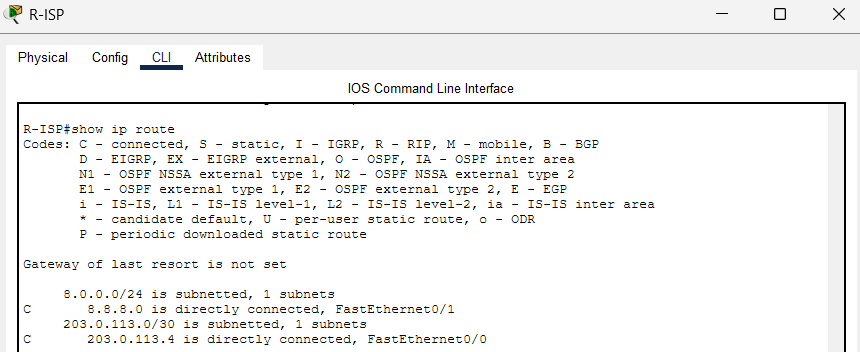 R-ISP
Physical Config CLI Attributes
IOS Command Line Interface
R-ISP#show ip route
Codes: C - connected, S - static, I - IGRP, R - RIP, M - mobile, B - BGP
D - EIGRP, EX - EIGRP external, O - OSPF, IA - OSPF inter area
N1 - OSPF NSSA external type 1, N2 - OSPF NSSA external type 2
E1 - OSPF external type 1, E2 - OSPF external type 2, E - EGP
i - IS-IS, L1 - IS-IS level-1, L2 - IS-IS level-2, ia - IS-IS inter area
* - candidate default, U - per-user static route, o - ODR
P - periodic downloaded static route
Gateway of last resort is not set
8.0.0.0/24 is subnetted, 1 subnets
C 8.8.8.0 is directly connected, FastEthernet0/1
203.0.113.0/30 is subnetted, 1 subnets
C 203.0.113.4 is directly connected, FastEthernet0/0